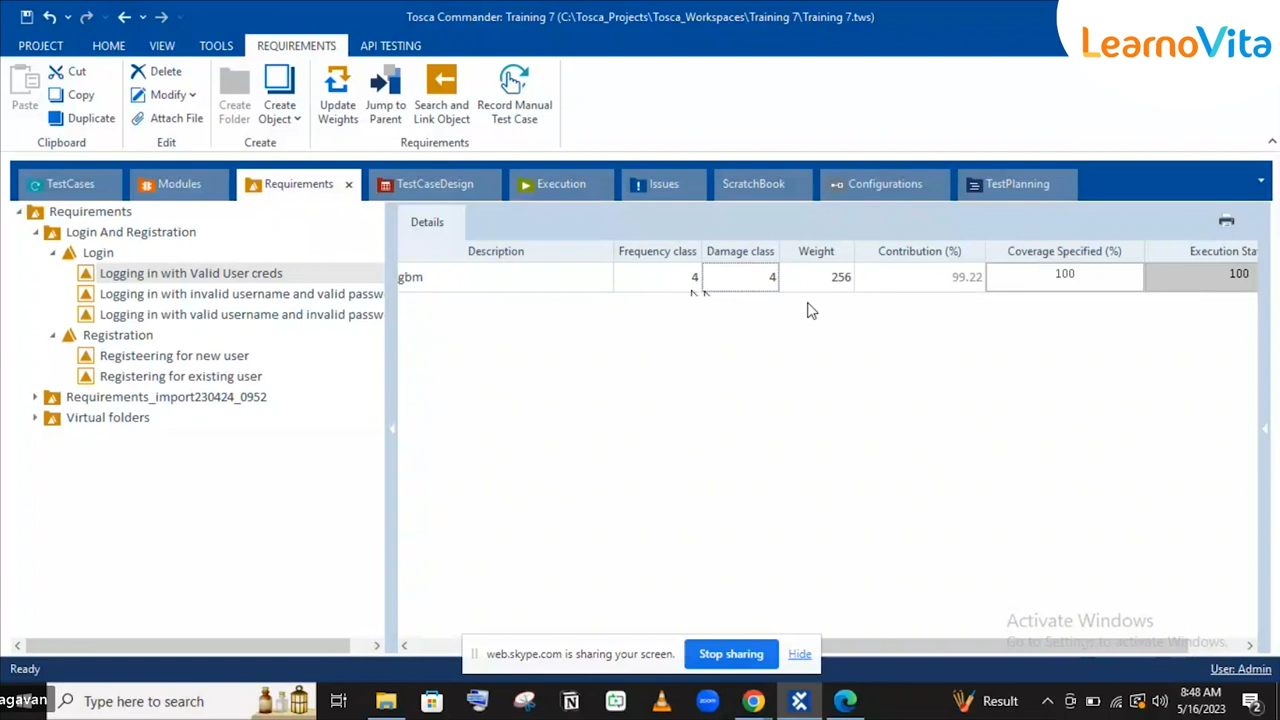 Tosca Commander: Training 7 (C:\Tosca_Projects\Tosca_Workspaces\Training 7\Training 7.tws)
LearnoVita
PROJECT HOME VIEW TOOLS REQUIREMENTS API TESTING
Paste Cut Copy Duplicate
Delete Modify Attach File
Create Folder Create Object
Update Weights Jump to Parent Search and Link Object Record Manual Test Case
Clipboard Edit Create Requirements
TestCases Modules Requirements TestCaseDesign Execution Issues ScratchBook Configurations TestPlanning
Requirements
Login And Registration
Login
Logging in with Valid User creds
Logging in with invalid username and valid passw
Logging in with valid username and invalid passw
Registration
Registeering for new user
Registering for existing user
Requirements_import230424_0952
Virtual folders
Details
Description Frequency class Damage class Weight Contribution (%) Coverage Specified (%) Execution Sta
gbm 4 4 256 99.22 100 100
Activate Windows
Go to Settings to activate Windows.
web.skype.com is sharing your screen. Stop sharing Hide
Ready User: Admin
agavan Type here to search Result 8:48 AM
5/16/2023 2